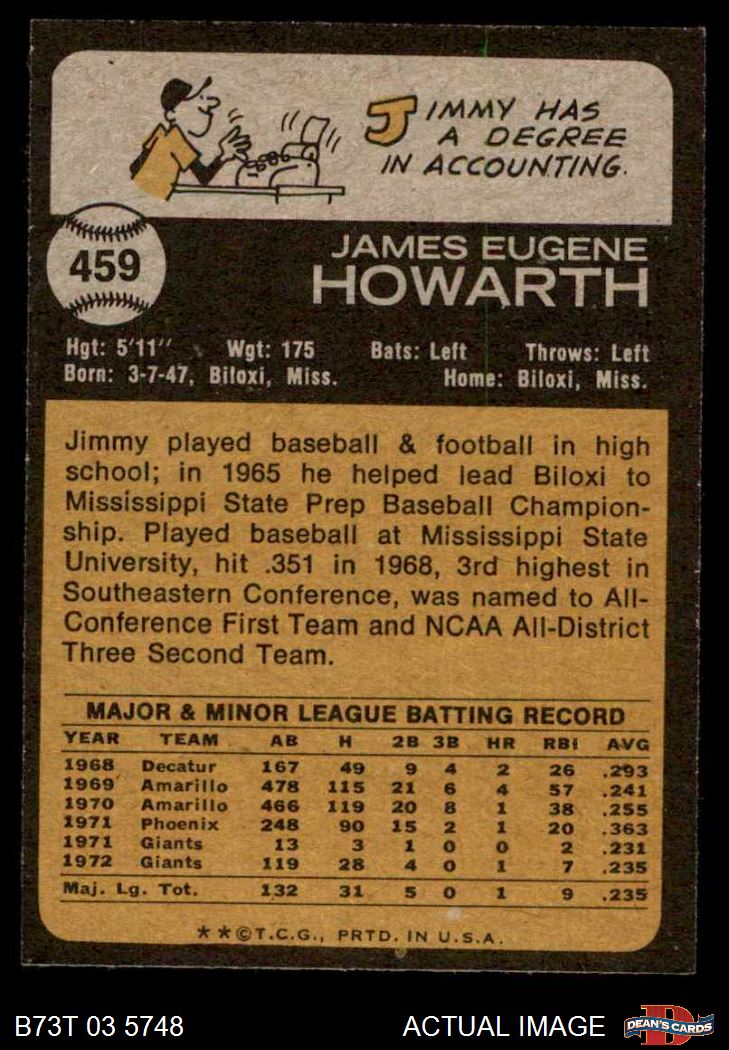 JIMMY HAS
A DEGREE
IN ACCOUNTING.
459
JAMES EUGENE
HOWARTH
Hgt: 5'11" Wgt: 175 Bats: Left Throws: Left
Born: 3-7-47, Biloxi, Miss. Home: Biloxi, Miss.
Jimmy played baseball & football in high
school; in 1965 he helped lead Biloxi to
Mississippi State Prep Baseball Champion-
ship. Played baseball at Mississippi State
University, hit .351 in 1968, 3rd highest in
Southeastern Conference, was named to All-
Conference First Team and NCAA All-District
Three Second Team.
MAJOR & MINOR LEAGUE BATTING RECORD
YEAR TEAM AB H 2B 3B HR RBI AVG
1968 Decatur 167 49 9 4 2 26 .293
1969 Amarillo 478 115 21 6 4 57 .241
1970 Amarillo 466 119 20 8 1 38 .255
1971 Phoenix 248 90 15 2 1 20 .363
1971 Giants 13 3 1 0 0 2 .231
1972 Giants 119 28 4 0 1 7 .235
Maj. Lg. Tot. 132 31 5 0 1 9 .235
**©T.C.G., PRTD. IN U.S.A.
B73T 03 5748 ACTUAL IMAGE
D
DEAN'S CARDS